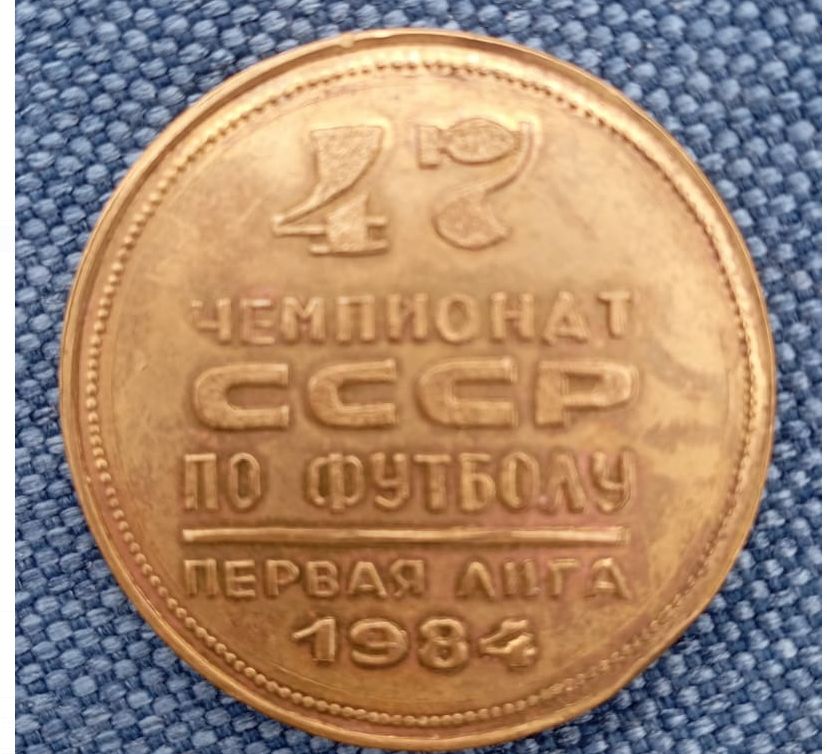 47
ЧЕМПИОНАТ
СССР
ПО ФУТБОЛУ
ПЕРВАЯ ЛИГА
1984